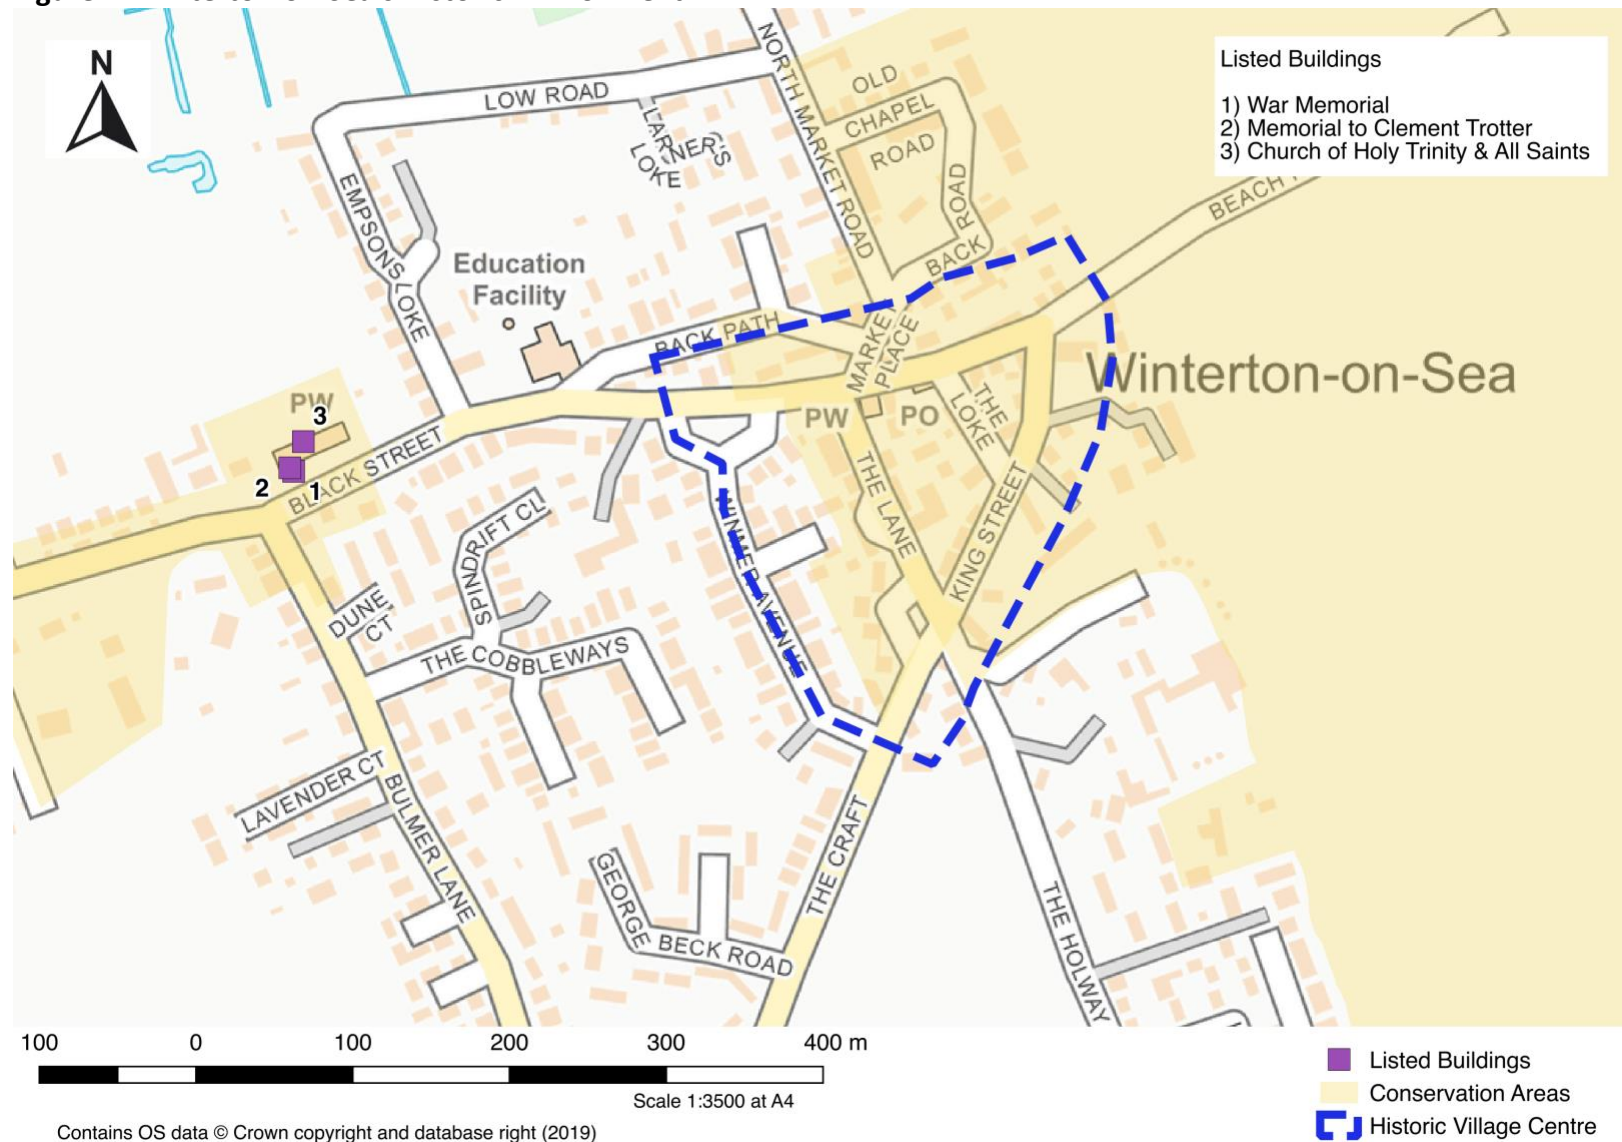 N
Listed Buildings
1) War Memorial
2) Memorial to Clement Trotter
3) Church of Holy Trinity & All Saints
NORTH MARKET ROAD
OLD
CHAPEL
ROAD
LOW ROAD
LARNER'S
LOKE
EMPSONS LOKE
ROAD
BACK
BEACH
Education
Facility
BACK PATH
MARKET
PLACE
Winterton-on-Sea
THE
LOKE
PW
3
PW
PO
BLACK STREET
2
1
THE LANE
KING STREET
WINMER AVENUE
SPINDRIFT CL
DUNE
CT
THE COBBLEWAYS
LAVENDER CT
BULMER LANE
THE CRAFT
GEORGE
BECK ROAD
THE HOLWAY
100
0
100
200
300
400 m
Scale 1:3500 at A4
Contains OS data © Crown copyright and database right (2019)
Listed Buildings
Conservation Areas
Historic Village Centre